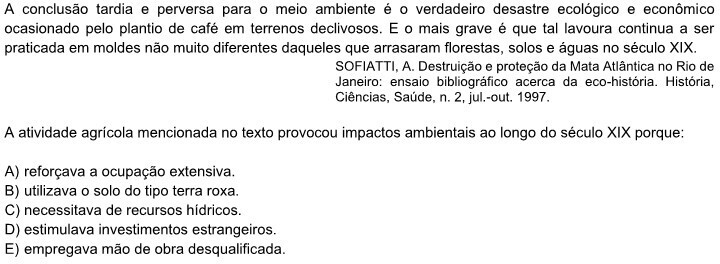 A conclusão tardia e perversa para o meio ambiente é o verdadeiro desastre ecológico e econômico
ocasionado pelo plantio de café em terrenos declivosos. E o mais grave é que tal lavoura continua a ser
praticada em moldes não muito diferentes daqueles que arrasaram florestas, solos e águas no século XIX.
SOFIATTI, A. Destruição e proteção da Mata Atlântica no Rio de
Janeiro: ensaio bibliográfico acerca da eco-história. História,
Ciências, Saúde, n. 2, jul.-out. 1997.
A atividade agrícola mencionada no texto provocou impactos ambientais ao longo do século XIX porque:
A) reforçava a ocupação extensiva.
B) utilizava o solo do tipo terra roxa.
C) necessitava de recursos hídricos.
D) estimulava investimentos estrangeiros.
E) empregava mão de obra desqualificada.